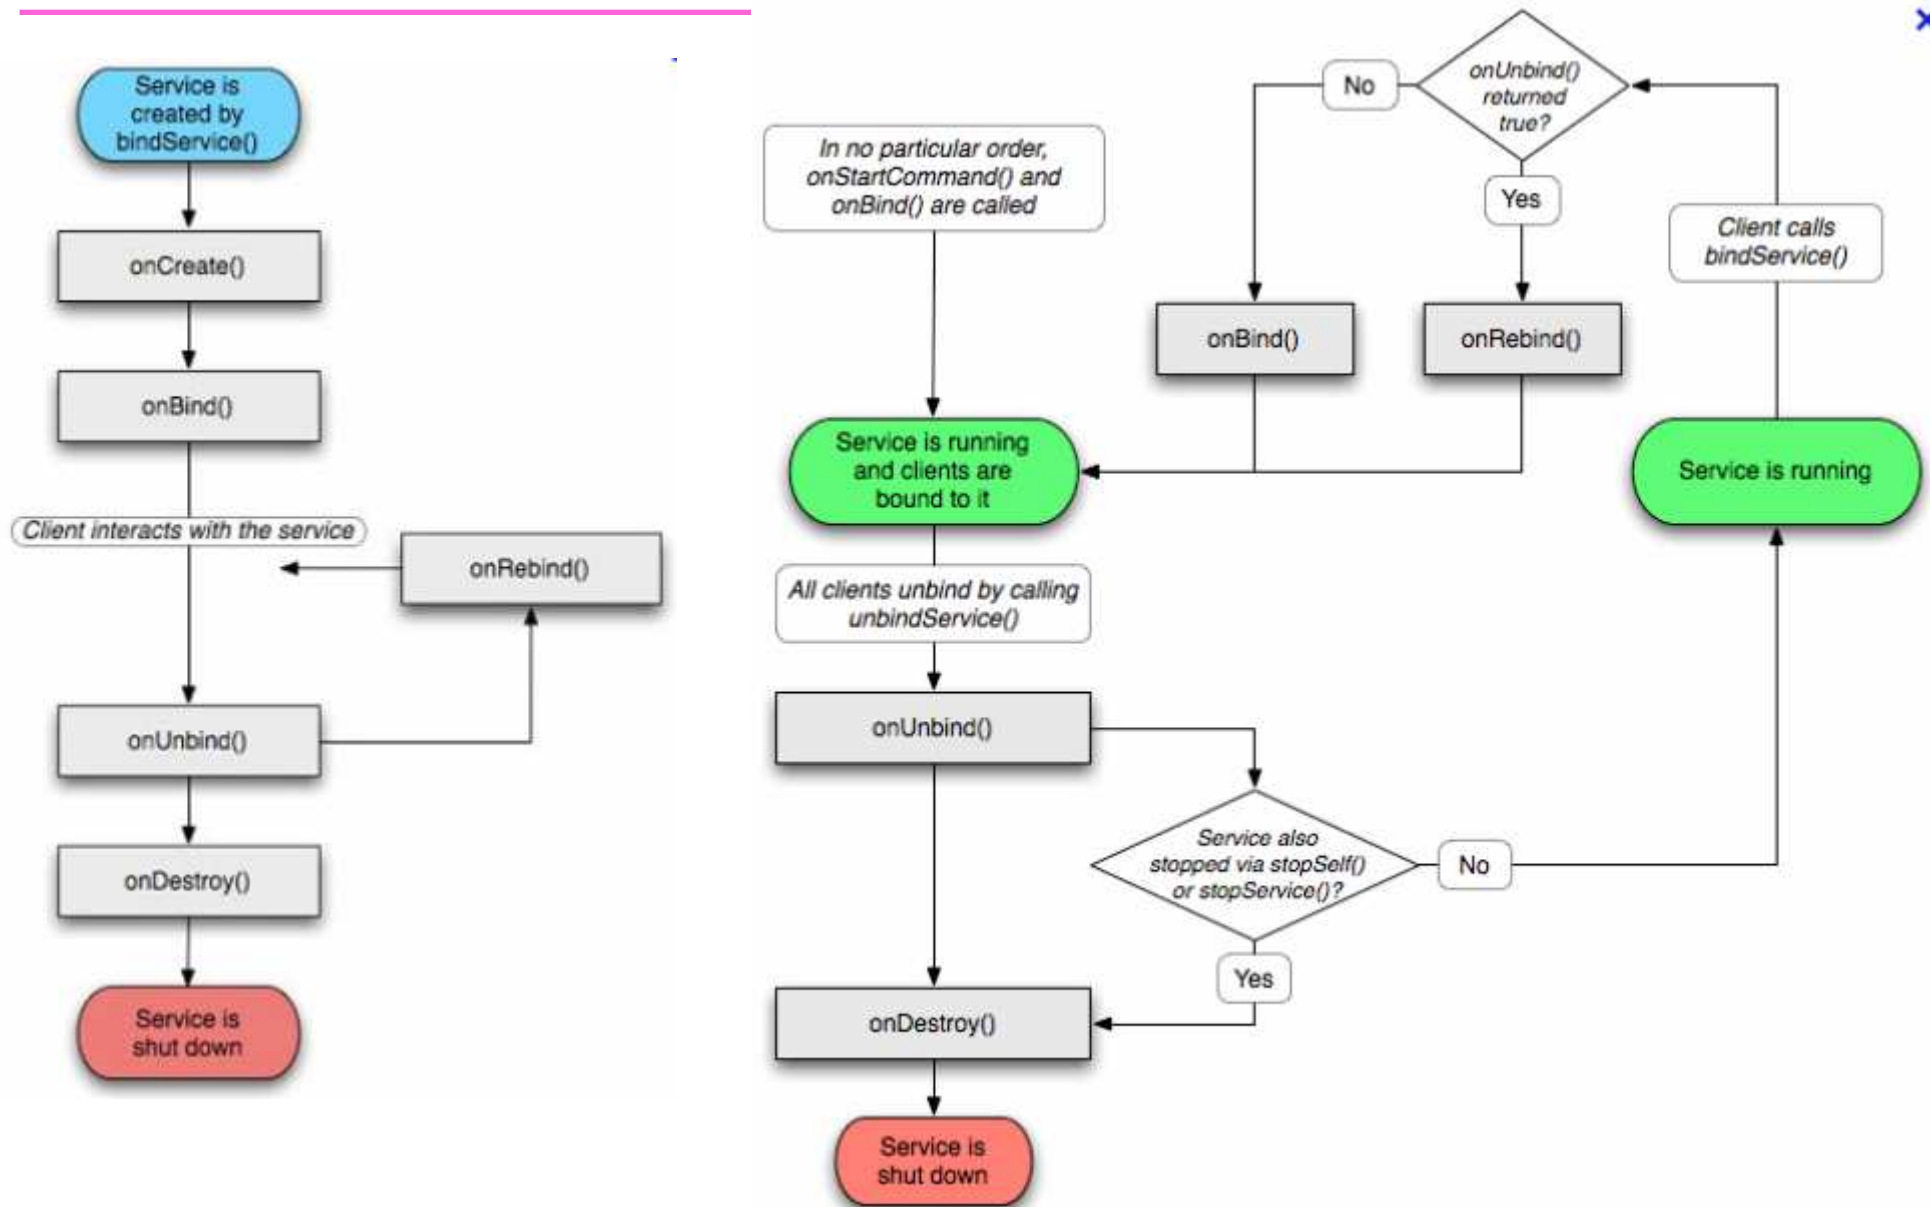 Service is
created by
bindService()
onCreate()
onBind()
Client interacts with the service
onRebind()
onUnbind()
onDestroy()
Service is
shut down
In no particular order,
onStartCommand() and
onBind() are called
onUnbind()
returned
true?
No
Yes
Client calls
bindService()
onBind()
onRebind()
Service is running
and clients are
bound to it
Service is running
All clients unbind by calling
unbindService()
onUnbind()
Service also
stopped via stopSelf()
or stopService()?
No
Yes
onDestroy()
Service is
shut down